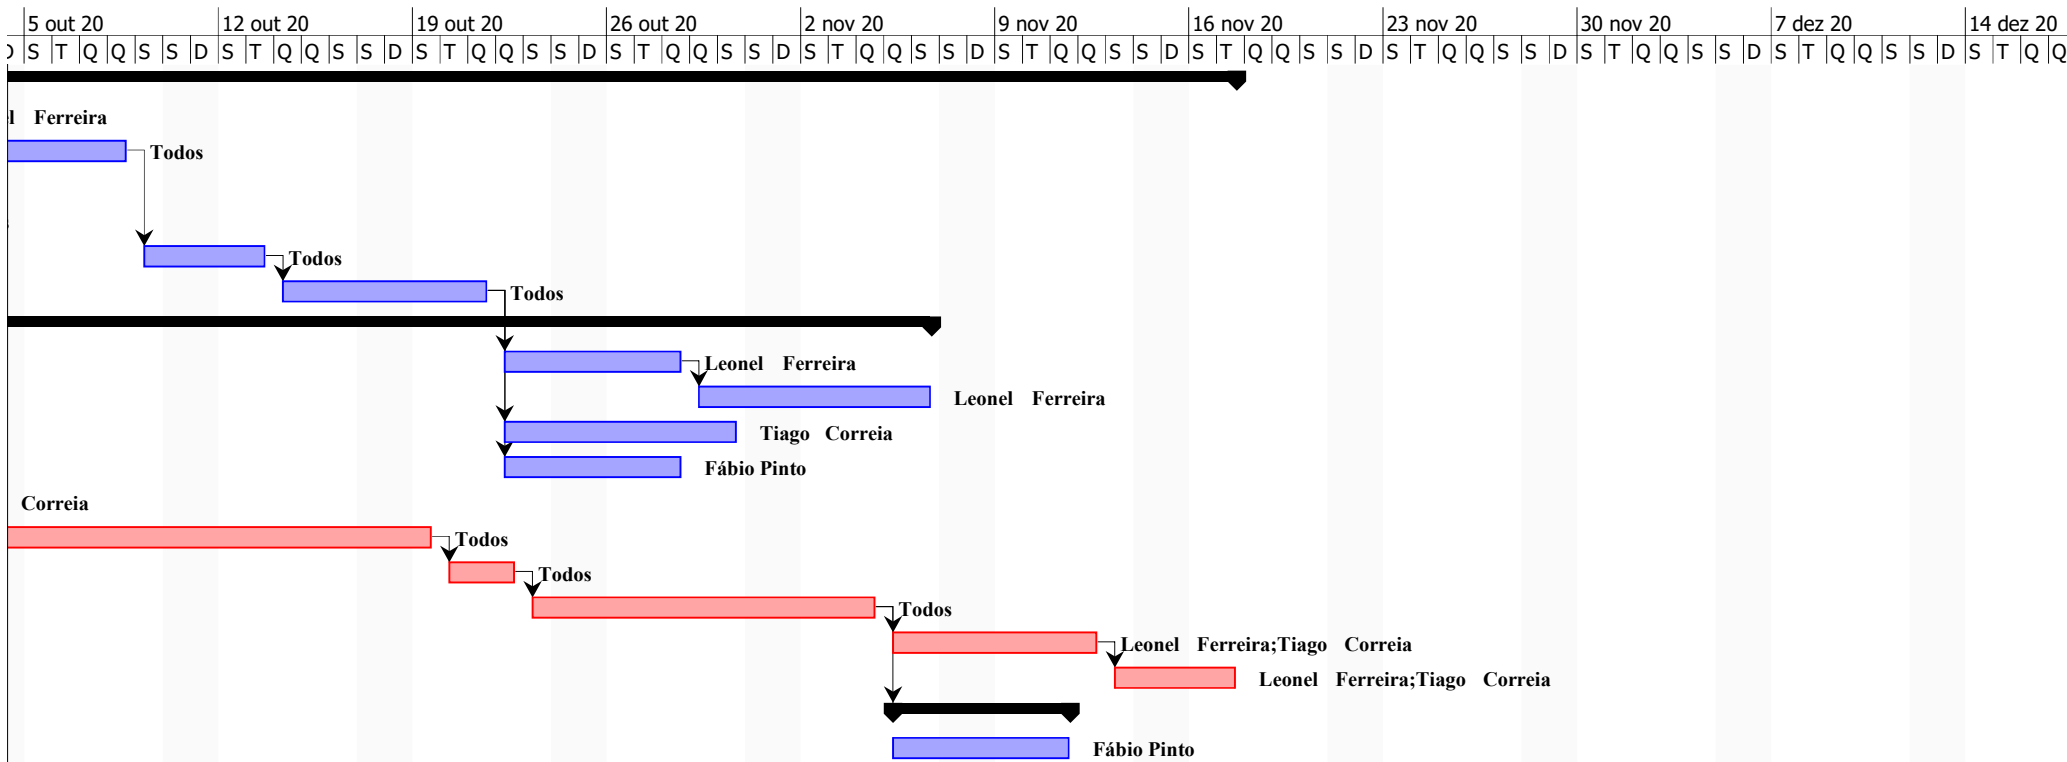 5 out 20 12 out 20 19 out 20 26 out 20 2 nov 20 9 nov 20 16 nov 20 23 nov 20 30 nov 20 7 dez 20 14 dez 20
D S T Q Q S S D S T Q Q S S D S T Q Q S S D S T Q Q S S D S T Q Q S S D S T Q Q S S D S T Q Q S S D S T Q Q S S D S T Q Q S S D S T Q Q S S D S T Q Q
el Ferreira
Todos
Todos
Todos
Leonel Ferreira
Leonel Ferreira
Tiago Correia
Fábio Pinto
Correia
Todos
Todos
Todos
Leonel Ferreira;Tiago Correia
Leonel Ferreira;Tiago Correia
Fábio Pinto